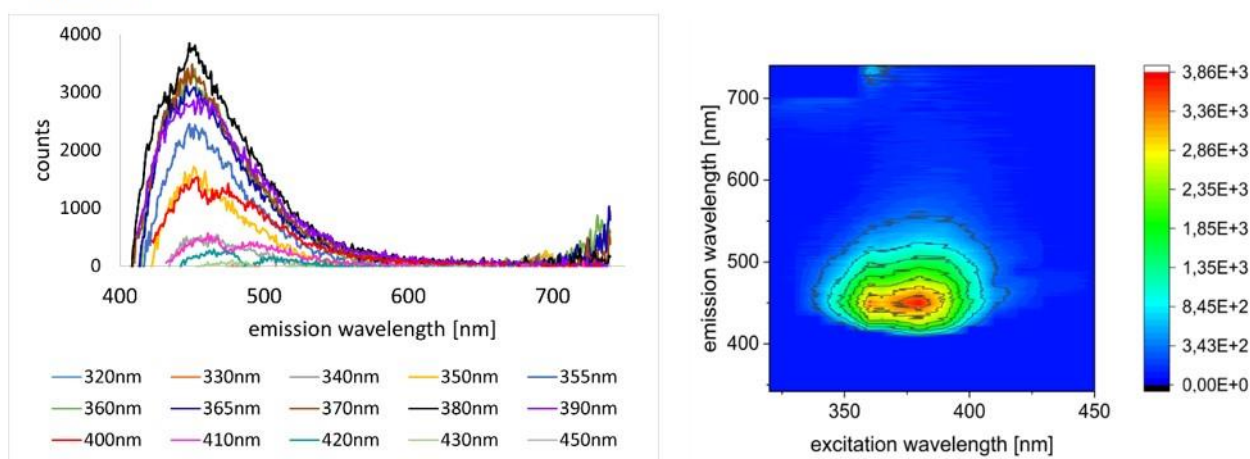 4000
3000
2000
1000
0
counts
400
500
600
700
emission wavelength [nm]
320nm 330nm 340nm 350nm 355nm
360nm 365nm 370nm 380nm 390nm
400nm 410nm 420nm 430nm 450nm
700
600
500
400
emission wavelength [nm]
350
400
450
excitation wavelength [nm]
3,86E+3
3,36E+3
2,86E+3
2,35E+3
1,85E+3
1,35E+3
8,45E+2
3,43E+2
0,00E+0